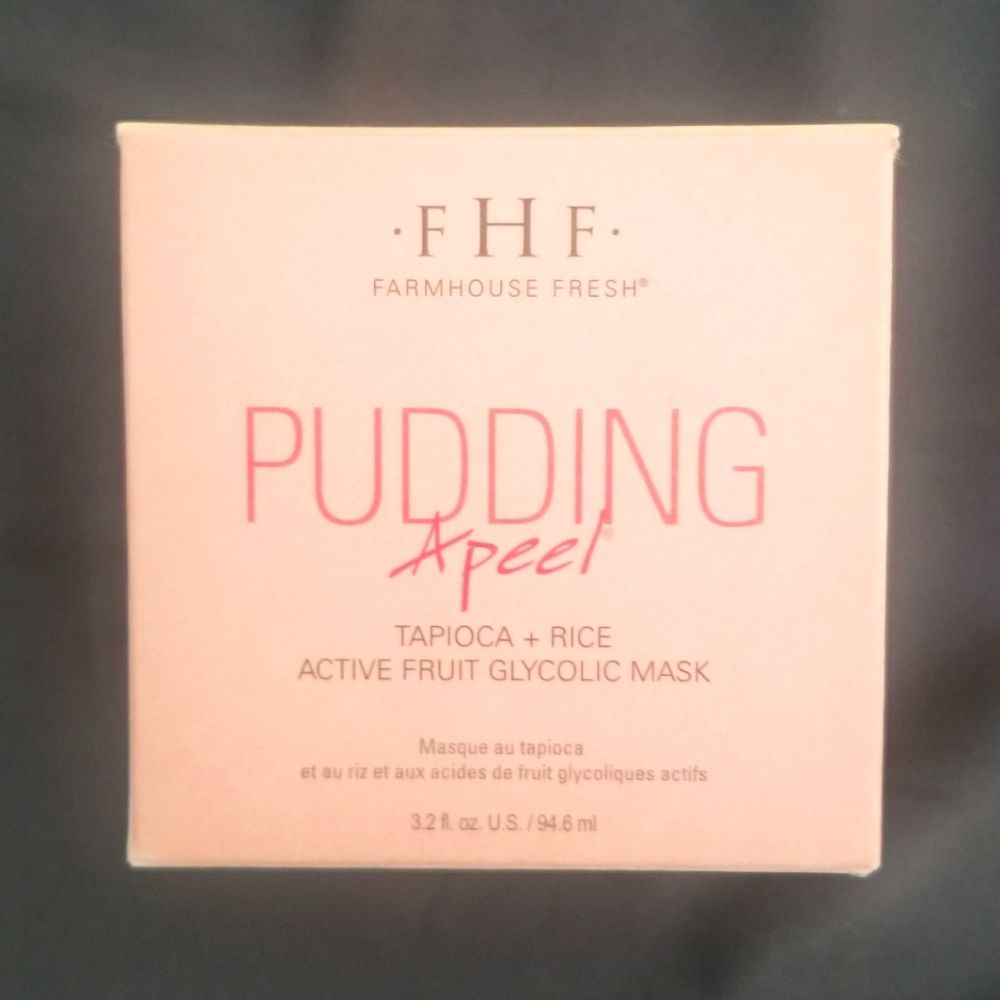 ·FHF·
FARMHOUSE FRESH®
PUDDING
Apeel®
TAPIOCA + RICE
ACTIVE FRUIT GLYCOLIC MASK
Masque au tapioca
et au riz et aux acides de fruit glycoliques actifs
3.2 fl. oz. U.S. / 94.6 ml